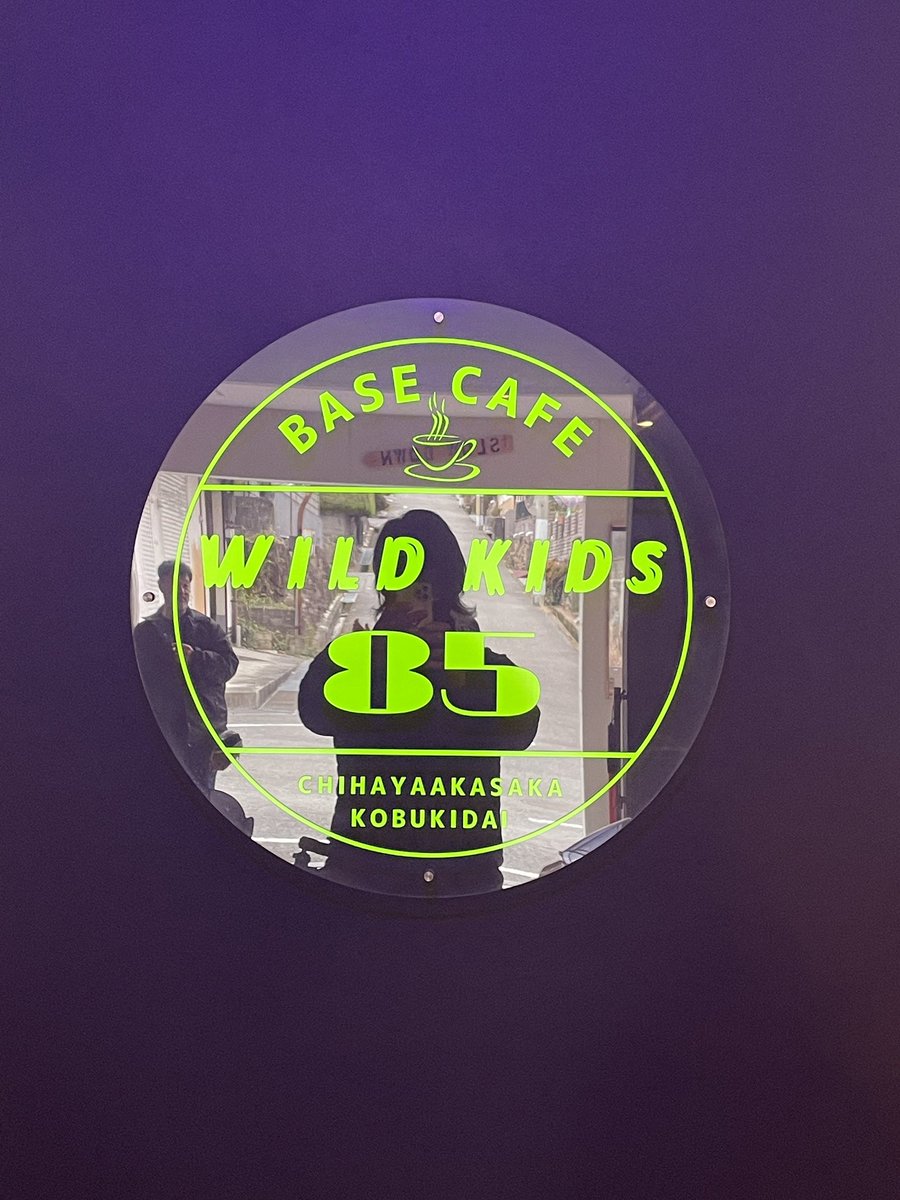 BASE CAFE
WILD KIDS
85
CHIHAYAAKASAKA
KOBUKIDAI